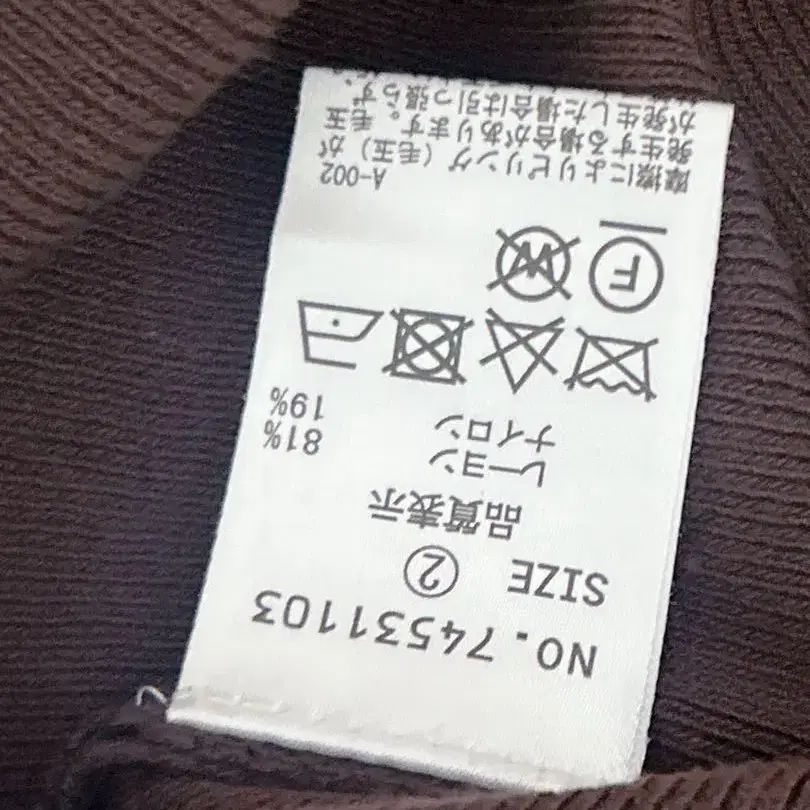 NO.74531103
SIZE ②
品質表示
レーヨン 81%
ナイロン 19%
F W
A-002
摩擦によりピリング(毛玉)が
発生する場合があります。毛玉
が発生した場合は引っ張らず、